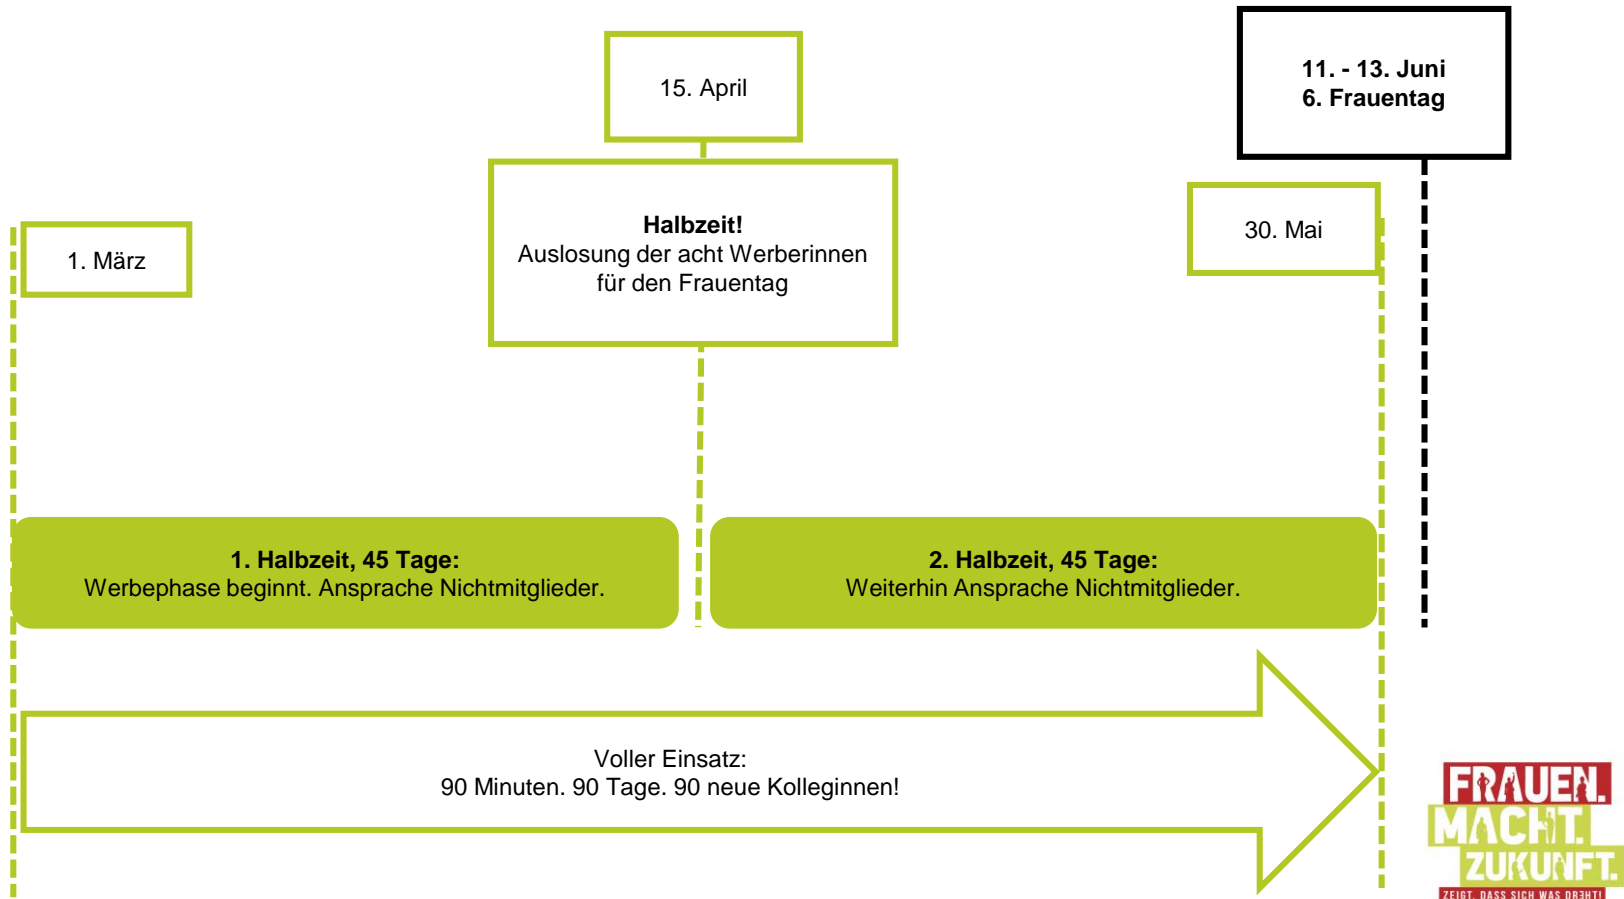 11. - 13. Juni
6. Frauentag
15. April
Halbzeit!
Auslosung der acht Werberinnen
für den Frauentag
30. Mai
1. März
1. Halbzeit, 45 Tage:
Werbephase beginnt. Ansprache Nichtmitglieder.
2. Halbzeit, 45 Tage:
Weiterhin Ansprache Nichtmitglieder.
Voller Einsatz:
90 Minuten. 90 Tage. 90 neue Kolleginnen!
FRAUEN.
MACHT.
ZUKUNFT.
ZEIGT, DASS SICH WAS DR3HT!